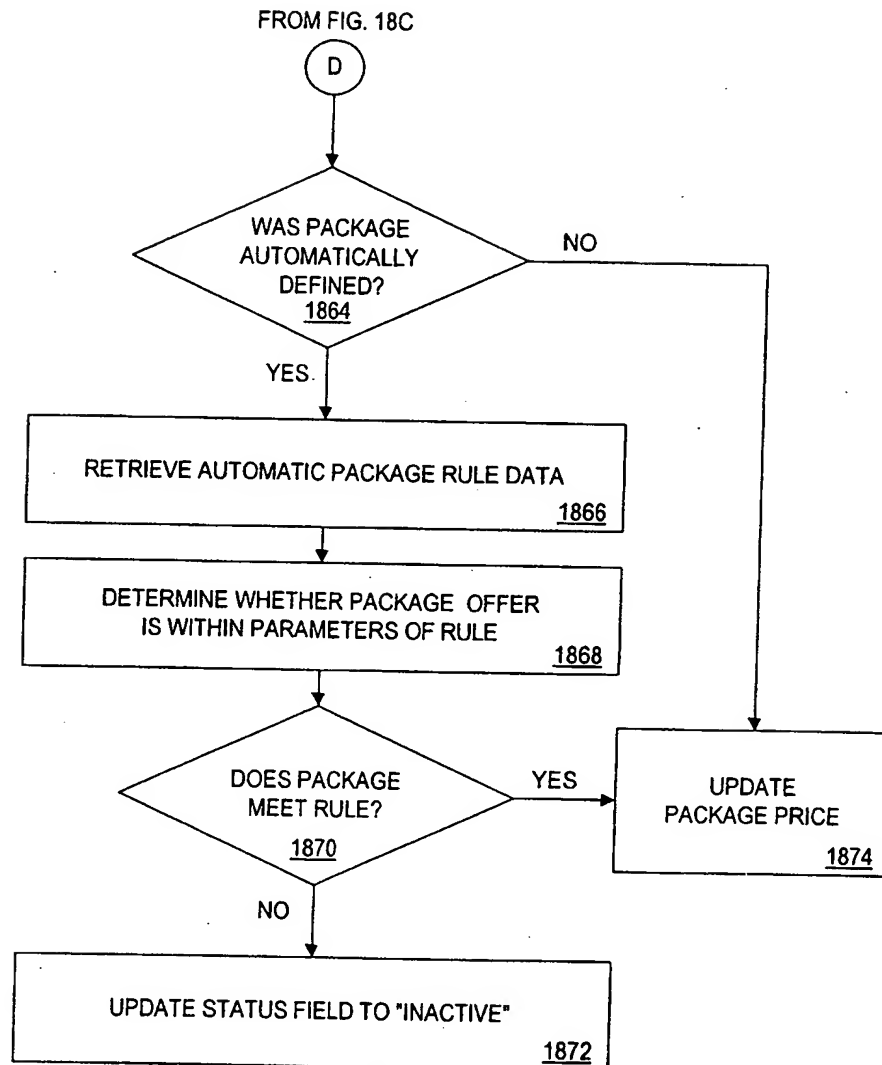 FROM FIG. 18C
D
WAS PACKAGE
AUTOMATICALLY
DEFINED?
1864
NO
YES
RETRIEVE AUTOMATIC PACKAGE RULE DATA
1866
DETERMINE WHETHER PACKAGE OFFER
IS WITHIN PARAMETERS OF RULE
1868
DOES PACKAGE
MEET RULE?
1870
YES
UPDATE
PACKAGE PRICE
1874
NO
UPDATE STATUS FIELD TO "INACTIVE"
1872